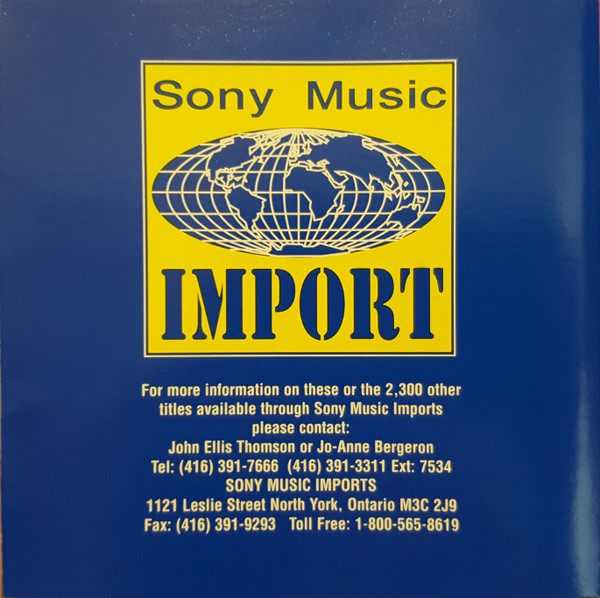 Sony Music
IMPORT
For more information on these or the 2,300 other
titles available through Sony Music Imports
please contact:
John Ellis Thomson or Jo-Anne Bergeron
Tel: (416) 391-7666 (416) 391-3311 Ext: 7534
SONY MUSIC IMPORTS
1121 Leslie Street North York, Ontario M3C 2J9
Fax: (416) 391-9293 Toll Free: 1-800-565-8619